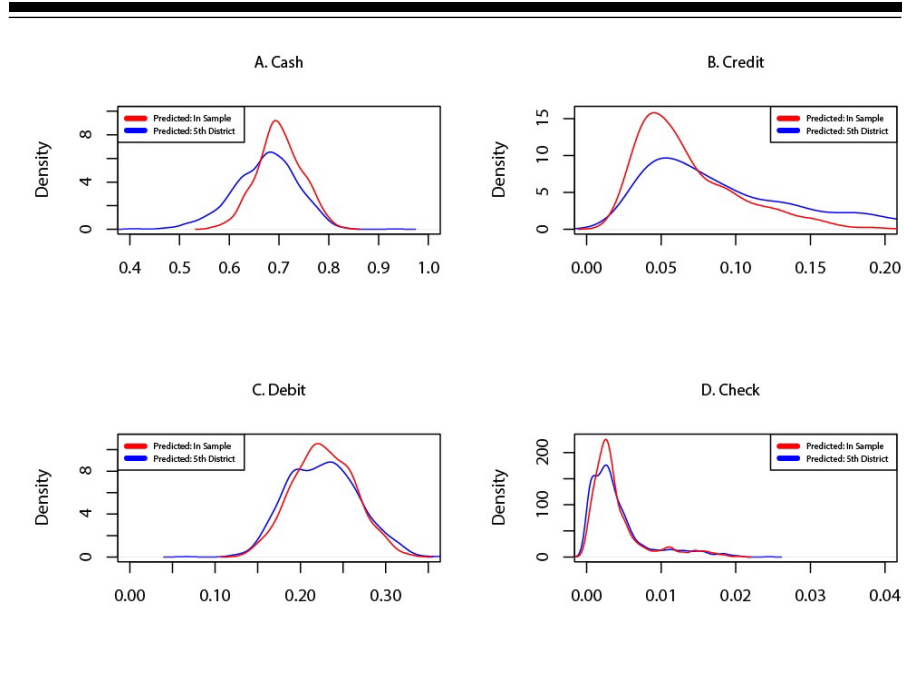 A. Cash
Predicted: In Sample
Predicted: 5th District
Density
8
4
0
0.4 0.5 0.6 0.7 0.8 0.9 1.0
B. Credit
Predicted: In Sample
Predicted: 5th District
Density
15
10
5
0
0.00 0.05 0.10 0.15 0.20
C. Debit
Predicted: In Sample
Predicted: 5th District
Density
8
4
0
0.00 0.10 0.20 0.30
D. Check
Predicted: In Sample
Predicted: 5th District
Density
200
100
0
0.00 0.01 0.02 0.03 0.04